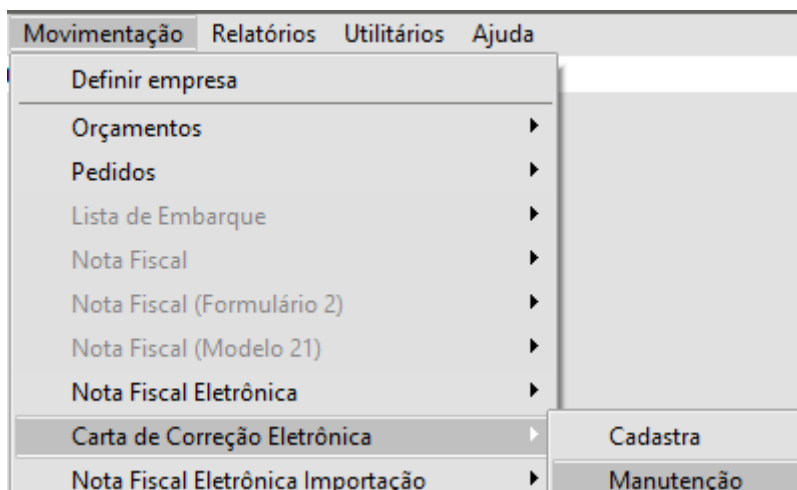 Movimentação Relatórios Utilitários Ajuda
Definir empresa
Orçamentos
Pedidos
Lista de Embarque
Nota Fiscal
Nota Fiscal (Formulário 2)
Nota Fiscal (Modelo 21)
Nota Fiscal Eletrônica
Carta de Correção Eletrônica Cadastra
Nota Fiscal Eletrônica Importação Manutenção